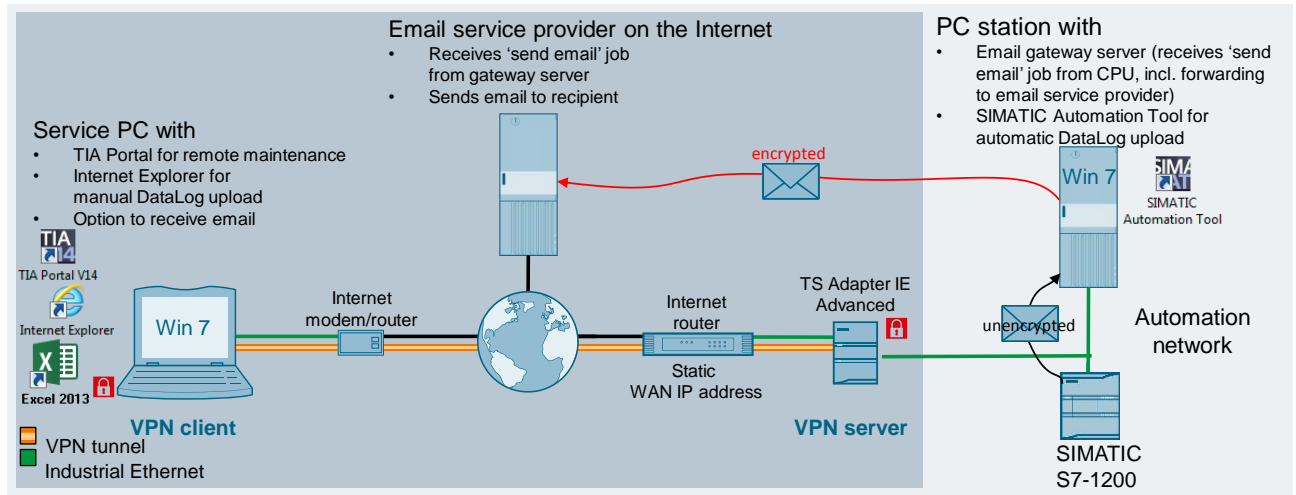 Email service provider on the Internet
• Receives ‘send email’ job
from gateway server
• Sends email to recipient
PC station with
• Email gateway server (receives ‘send
email’ job from CPU, incl. forwarding
to email service provider)
• SIMATIC Automation Tool for
automatic DataLog upload
Service PC with
• TIA Portal for remote maintenance
• Internet Explorer for
manual DataLog upload
• Option to receive email
encrypted
Win 7
SIMA
AT
SIMATIC
Automation Tool
TIA
14
TIA Portal V14
Internet Explorer
Excel 2013
Win 7
Internet
modem/router
Internet
router
Static
WAN IP address
TS Adapter IE
Advanced
unencrypted
Automation
network
VPN client
VPN server
VPN tunnel
Industrial Ethernet
SIMATIC
S7-1200